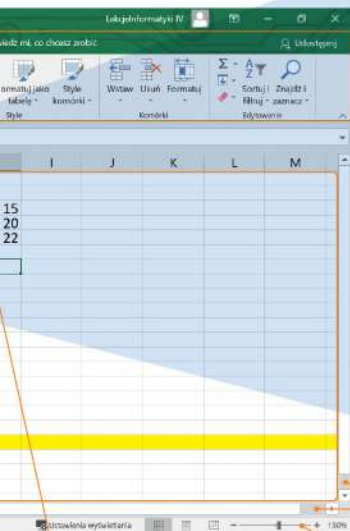 LekcjeInformatyki IV
wiedz mi, co chcesz zrobić
Udostępnij
ormatuj jako Style
tabelę komórki
Wstaw Usuń Formatuj
Sortuj i Znajdź i
filtruj zaznacz
Style Komórki Edytowanie
I J K L M
15
20
22
Ustawienia wyświetlania
130%